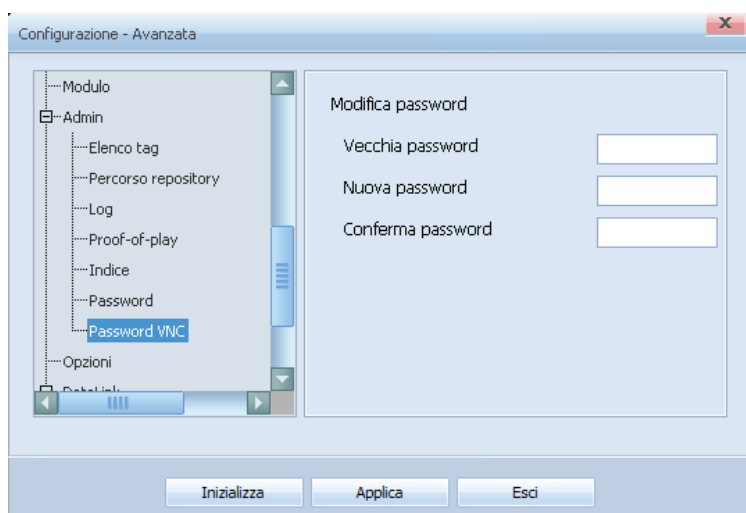 Configurazione - Avanzata
Modulo
Admin
Elenco tag
Percorso repository
Log
Proof-of-play
Indice
Password
Password VNC
Opzioni
Modifica password
Vecchia password
Nuova password
Conferma password
Inizializza
Applica
Esci